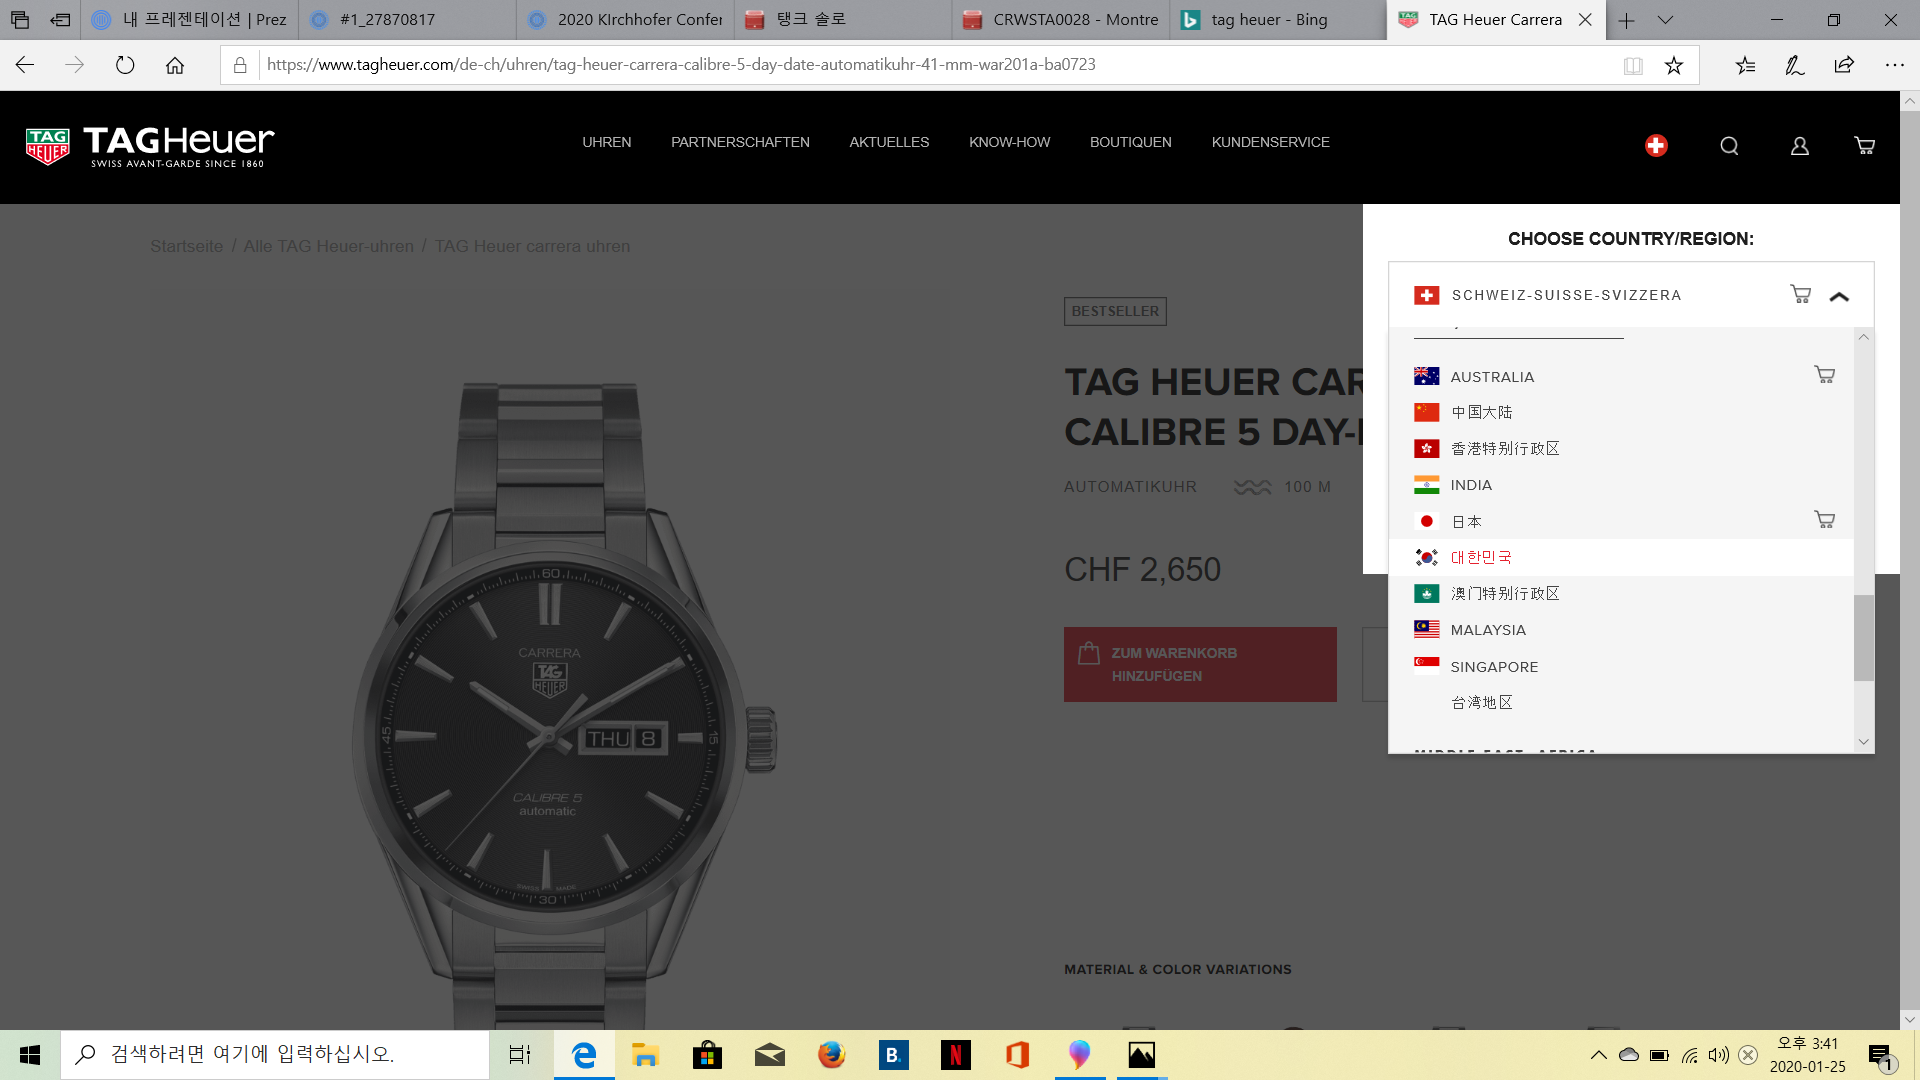 내 프레젠테이션 | Prez
#1_27870817
2020 KIrchhofer Confer
탱크 솔로
CRWSTA0028 - Montre
tag heuer - Bing
TAG Heuer Carrera
https://www.tagheuer.com/de-ch/uhren/tag-heuer-carrera-calibre-5-day-date-automatikuhr-41-mm-war201a-ba0723
TAG HEUER
TAGHeuer
SWISS AVANT-GARDE SINCE 1860
UHREN
PARTNERSCHAFTEN
AKTUELLES
KNOW-HOW
BOUTIQUEN
KUNDENSERVICE
Startseite / Alle TAG Heuer-uhren / TAG Heuer carrera uhren
CHOOSE COUNTRY/REGION:
SCHWEIZ-SUISSE-SVIZZERA
AUSTRALIA
中国大陆
香港特别行政区
INDIA
日本
대한민국
澳门特别行政区
MALAYSIA
SINGAPORE
台湾地区
MIDDLE EAST, AFRICA
BESTSELLER
TAG HEUER CAR
CALIBRE 5 DAY-
AUTOMATIKUHR
100 M
CHF 2,650
ZUM WARENKORB
HINZUFÜGEN
60
CARRERA
TAG
HEUER
45
THU 8
15
CALIBRE 5
automatic
SWISS MADE
30
MATERIAL & COLOR VARIATIONS
검색하려면 여기에 입력하십시오.
B.
N
오후 3:41
2020-01-25
1